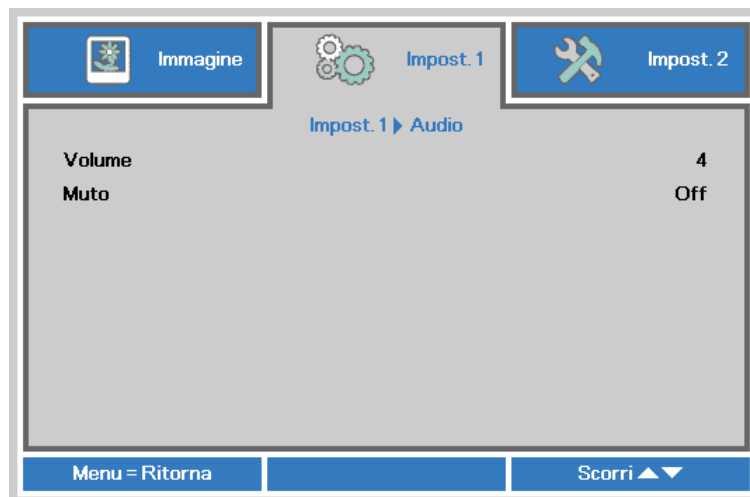 Immagine
Impost. 1
Impost. 2
Impost. 1 Audio
Volume 4
Muto Off
Menu = Ritorna
Scorri